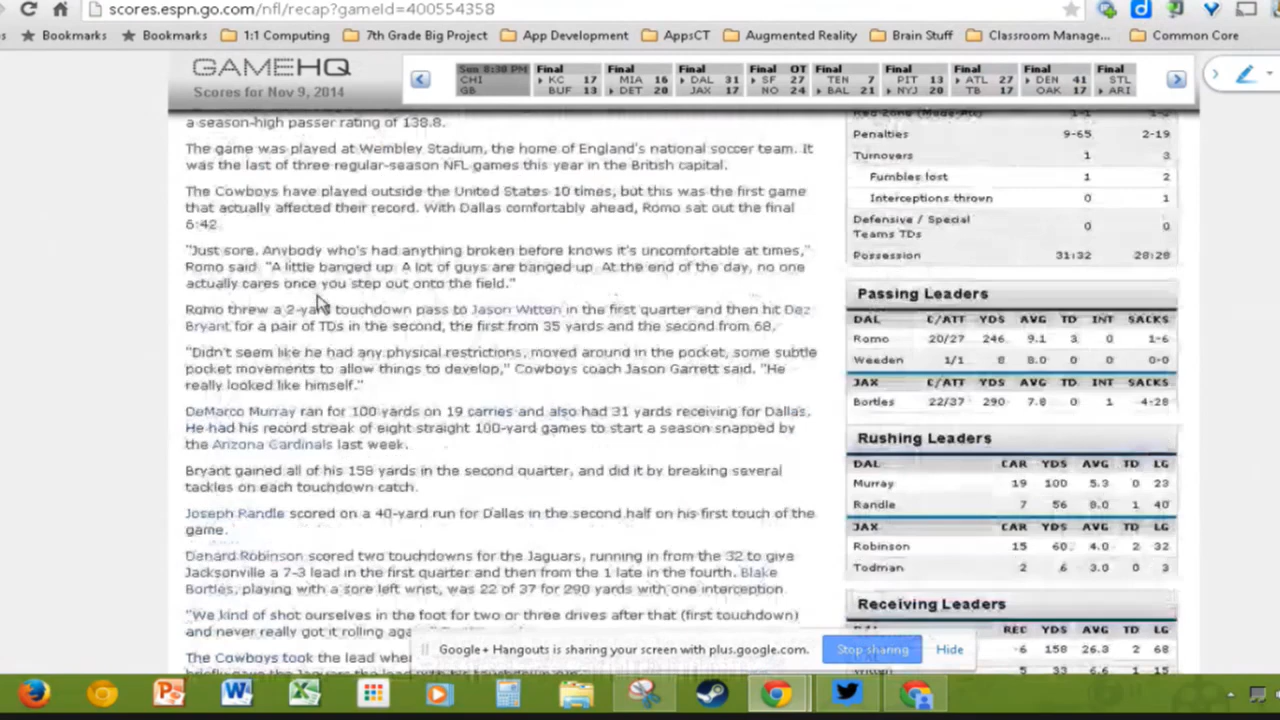 scores.espn.go.com/nfl/recap?gameId=400554358
Bookmarks Bookmarks 1:1 Computing 7th Grade Big Project App Development AppsCT Augmented Reality Brain Stuff Classroom Manage... Common Core
GAMEHQ
Scores for Nov 9, 2014
Sun 8:30 PM Final Final Final Final OT Final Final Final Final Final
CHI KC 17 MIA 16 DAL 31 SF 27 TEN 7 PIT 13 ATL 27 DEN 41 STL
GB BUF 13 DET 20 JAX 17 NO 24 BAL 21 NYJ 20 TB 17 OAK 17 ARI
a season-high passer rating of 138.8.
The game was played at Wembley Stadium, the home of England's national soccer team. It
was the last of three regular-season NFL games this year in the British capital.
The Cowboys have played outside the United States 10 times, but this was the first game
that actually affected their record. With Dallas comfortably ahead, Romo sat out the final
6:42.
"Just sore. Anybody who's had anything broken before knows it's uncomfortable at times,"
Romo said. "A little banged up. A lot of guys are banged up. At the end of the day, no one
actually cares once you step out onto the field."
Romo threw a 2-yard touchdown pass to Jason Witten in the first quarter and then hit Dez
Bryant for a pair of TDs in the second, the first from 35 yards and the second from 68.
"Didn't seem like he had any physical restrictions, moved around in the pocket, some subtle
pocket movements to allow things to develop," Cowboys coach Jason Garrett said. "He
really looked like himself."
DeMarco Murray ran for 100 yards on 19 carries and also had 31 yards receiving for Dallas.
He had his record streak of eight straight 100-yard games to start a season snapped by
the Arizona Cardinals last week.
Bryant gained all of his 158 yards in the second quarter, and did it by breaking several
tackles on each touchdown catch.
Joseph Randle scored on a 40-yard run for Dallas in the second half on his first touch of the
game.
Denard Robinson scored two touchdowns for the Jaguars, running in from the 32 to give
Jacksonville a 7-3 lead in the first quarter and then from the 1 late in the fourth. Blake
Bortles, playing with a sore left wrist, was 22 of 37 for 290 yards with one interception
"We kind of shot ourselves in the foot for two or three drives after that (first touchdown)
and never really got it rolling aga
The Cowboys took the lead when
Penalties 9-65 2-19
Turnovers 1 3
Fumbles lost 1 2
Interceptions thrown 0 1
Defensive / Special
Teams TDs 0 0
Possession 31:32 28:28
Passing Leaders
DAL C/ATT YDS AVG TD INT SACKS
Romo 20/27 246 9.1 3 0 1-6
Weeden 1/1 8 8.0 0 0 0-0
JAX C/ATT YDS AVG TD INT SACKS
Bortles 22/37 290 7.8 0 1 4-28
Rushing Leaders
DAL CAR YDS AVG TD LG
Murray 19 100 5.3 0 23
Randle 7 56 8.0 1 40
JAX CAR YDS AVG TD LG
Robinson 15 60 4.0 2 32
Todman 2 6 3.0 0 3
Receiving Leaders
DAL REC YDS AVG TD LG
6 158 26.3 2 68
Witten 5 33 6.6 1 15
Google+ Hangouts is sharing your screen with plus.google.com. Stop sharing Hide